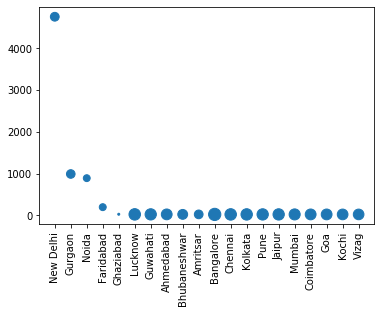 4000
3000
2000
1000
0
New Delhi
Gurgaon
Noida
Faridabad
Ghaziabad
Lucknow
Guwahati
Ahmedabad
Bhubaneshwar
Amritsar
Bangalore
Chennai
Kolkata
Pune
Jaipur
Mumbai
Coimbatore
Goa
Kochi
Vizag